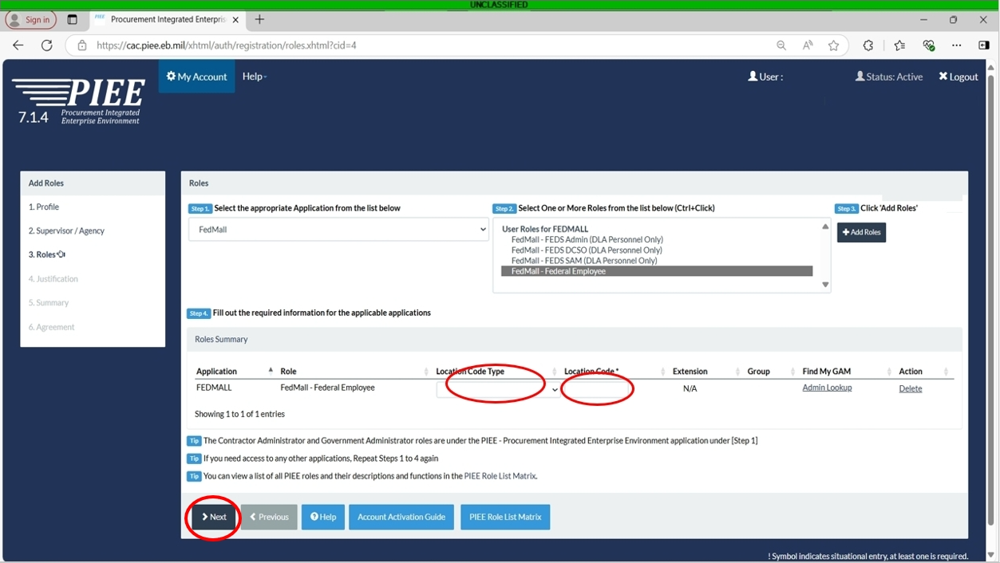 UNCLASSIFIED
Sign in
PIEE
Procurement Integrated Enterpris
https://cac.piee.eb.mil/xhtml/auth/registration/roles.xhtml?cid=4
My Account
Help
User :
Status: Active
Logout
PIEE
7.1.4
Procurement Integrated
Enterprise Environment
Add Roles
1. Profile
2. Supervisor / Agency
3. Roles
4. Justification
5. Summary
6. Agreement
Roles
Step 1. Select the appropriate Application from the list below
FedMall
Step 2. Select One or More Roles from the list below (Ctrl+Click)
User Roles for FEDMALL
FedMall - FEDS Admin (DLA Personnel Only)
FedMall - FEDS DCSO (DLA Personnel Only)
FedMall - FEDS SAM (DLA Personnel Only)
FedMall - Federal Employee
Step 3. Click 'Add Roles'
+ Add Roles
Step 4. Fill out the required information for the applicable applications
Roles Summary
Application Role Location Code Type Location Code * Extension Group Find My GAM Action
FEDMALL FedMall - Federal Employee N/A Admin Lookup Delete
Showing 1 to 1 of 1 entries
Tip The Contractor Administrator and Government Administrator roles are under the PIEE - Procurement Integrated Enterprise Environment application under [Step 1]
Tip If you need access to any other applications, Repeat Steps 1 to 4 again
Tip You can view a list of all PIEE roles and their descriptions and functions in the PIEE Role List Matrix.
Next Previous Help Account Activation Guide PIEE Role List Matrix
! Symbol indicates situational entry, at least one is required.